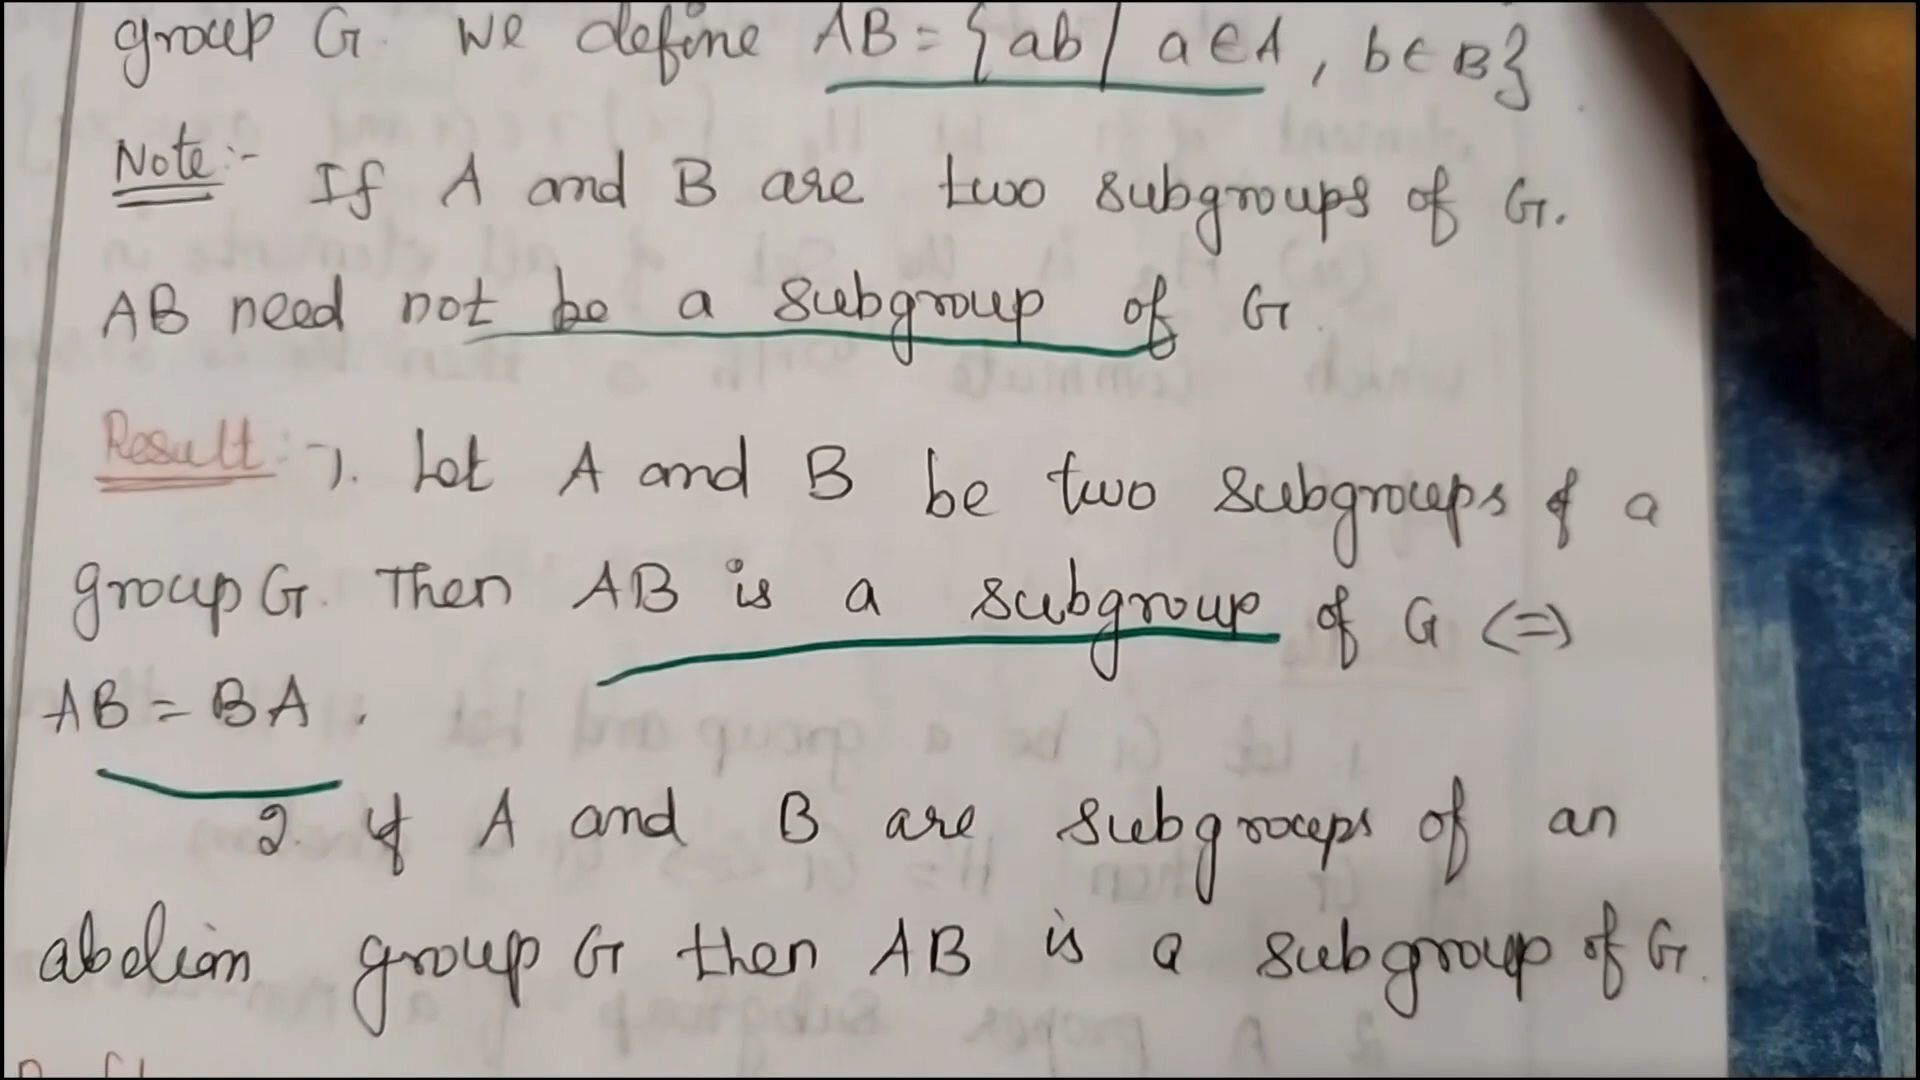 group G. We define AB = {ab / a ∈ A, b ∈ B}
Note:- If A and B are two subgroups of G.
AB need not be a subgroup of G.
Result:- 1. Let A and B be two subgroups of a
group G. Then AB is a subgroup of G <=>
AB = BA.
2. If A and B are subgroups of an
abelian group G then AB is a subgroup of G.